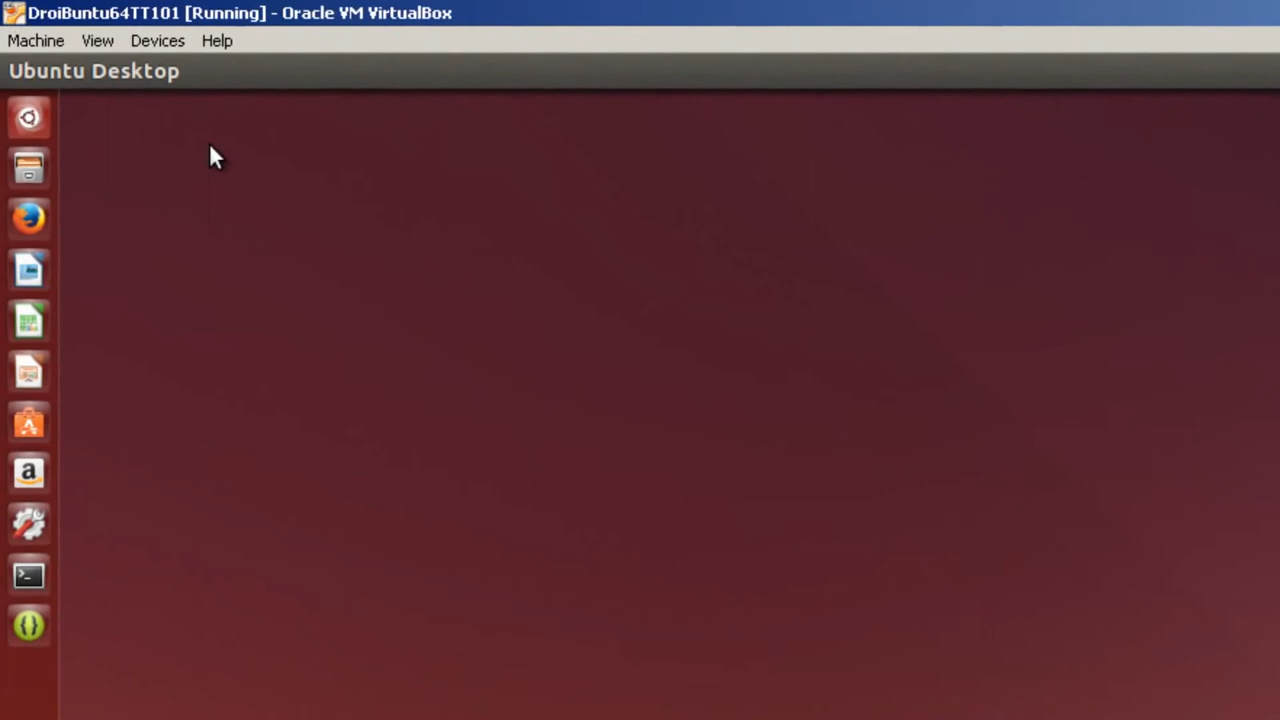 DroiBuntu64TT101 [Running] - Oracle VM VirtualBox
Machine View Devices Help
Ubuntu Desktop
a
>_
{}